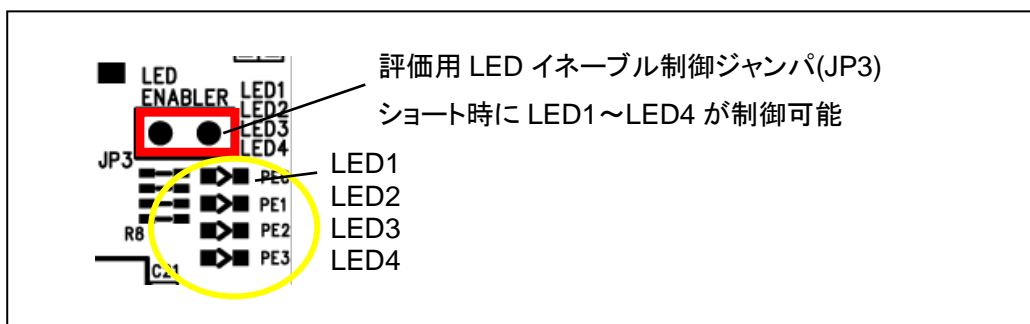 評価用 LED イネーブル制御ジャンパ(JP3)
ショート時に LED1～LED4 が制御可能
LED
ENABLER
LED1
LED2
LED3
LED4
JP3
LED1
LED2
LED3
LED4
PE1
PE2
PE3
R8
C21